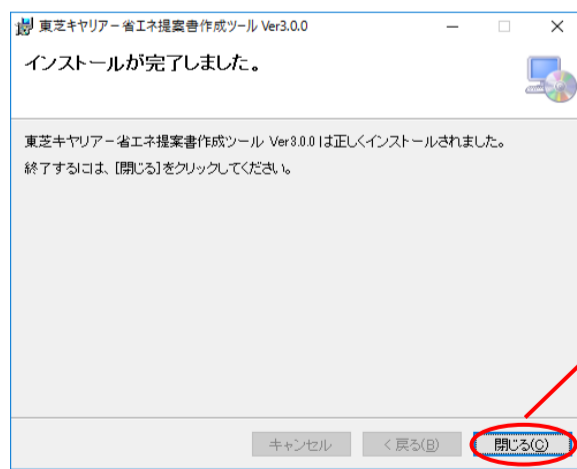 東芝キヤリアー省エネ提案書作成ツール Ver3.0.0
インストールが完了しました。
東芝キヤリアー省エネ提案書作成ツール Ver3.0.0 は正しくインストールされました。
終了するには、[閉じる]をクリックしてください。
キャンセル
< 戻る(B)
閉じる(C)